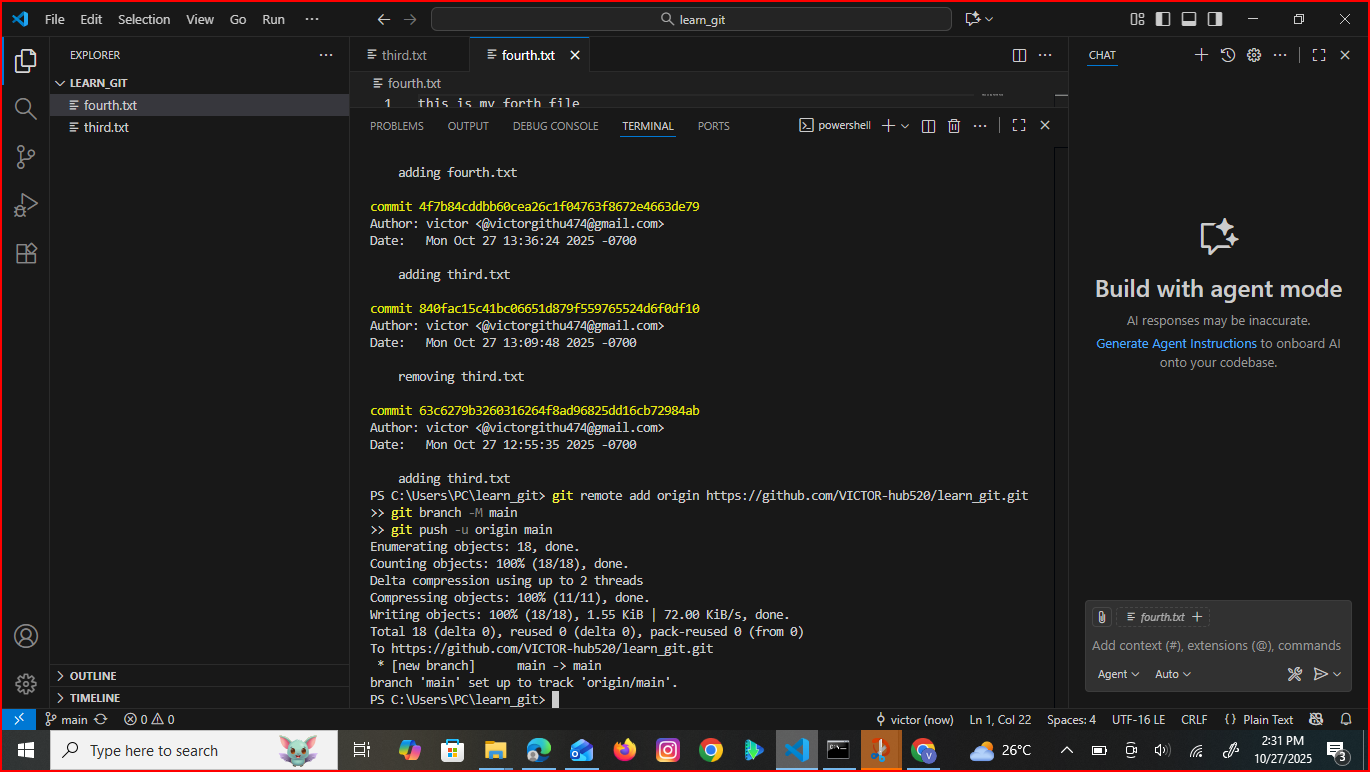 File Edit Selection View Go Run ···
learn_git
EXPLORER
LEARN_GIT
fourth.txt
third.txt
OUTLINE
TIMELINE
third.txt
fourth.txt
fourth.txt
1 this is my forth file
PROBLEMS OUTPUT DEBUG CONSOLE TERMINAL PORTS
powershell
adding fourth.txt
commit 4f7b84cddbb60cea26c1f04763f8672e4663de79
Author: victor <@victorgithu474@gmail.com>
Date: Mon Oct 27 13:36:24 2025 -0700
adding third.txt
commit 840fac15c41bc06651d879f559765524d6f0df10
Author: victor <@victorgithu474@gmail.com>
Date: Mon Oct 27 13:09:48 2025 -0700
removing third.txt
commit 63c6279b3260316264f8ad96825dd16cb72984ab
Author: victor <@victorgithu474@gmail.com>
Date: Mon Oct 27 12:55:35 2025 -0700
adding third.txt
PS C:\Users\PC\learn_git> git remote add origin https://github.com/VICTOR-hub520/learn_git.git
>> git branch -M main
>> git push -u origin main
Enumerating objects: 18, done.
Counting objects: 100% (18/18), done.
Delta compression using up to 2 threads
Compressing objects: 100% (11/11), done.
Writing objects: 100% (18/18), 1.55 KiB | 72.00 KiB/s, done.
Total 18 (delta 0), reused 0 (delta 0), pack-reused 0 (from 0)
To https://github.com/VICTOR-hub520/learn_git.git
* [new branch] main -> main
branch 'main' set up to track 'origin/main'.
PS C:\Users\PC\learn_git>
CHAT
Build with agent mode
AI responses may be inaccurate.
Generate Agent Instructions to onboard AI
onto your codebase.
fourth.txt
Add context (#), extensions (@), commands
Agent Auto
main 0 0 victor (now) Ln 1, Col 22 Spaces: 4 UTF-16 LE CRLF {} Plain Text
Type here to search
V
26°C
2:31 PM
10/27/2025
3